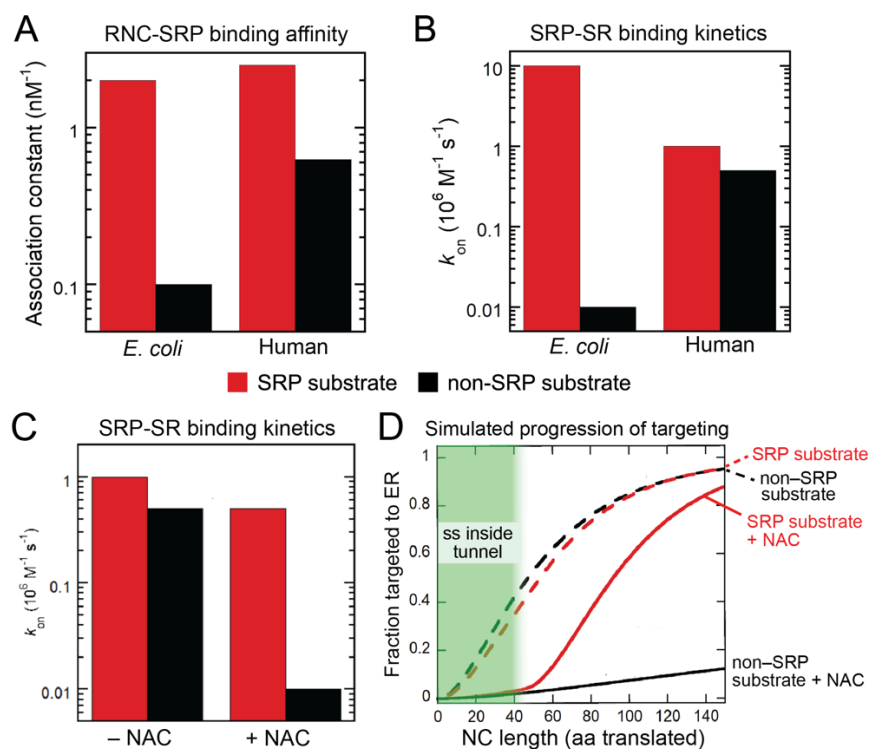 A
RNC-SRP binding affinity
Association constant (nM⁻¹)
1
0.1
E. coli
Human
B
SRP-SR binding kinetics
kon (10⁶ M⁻¹ s⁻¹)
10
1
0.1
0.01
E. coli
Human
SRP substrate
non-SRP substrate
C
SRP-SR binding kinetics
kon (10⁶ M⁻¹ s⁻¹)
1
0.1
0.01
– NAC
+ NAC
D
Simulated progression of targeting
Fraction targeted to ER
1
0.8
0.6
0.4
0.2
0
ss inside
tunnel
SRP substrate
non–SRP
substrate
SRP substrate
+ NAC
non–SRP
substrate + NAC
0
20
40
60
80
100
120
140
NC length (aa translated)